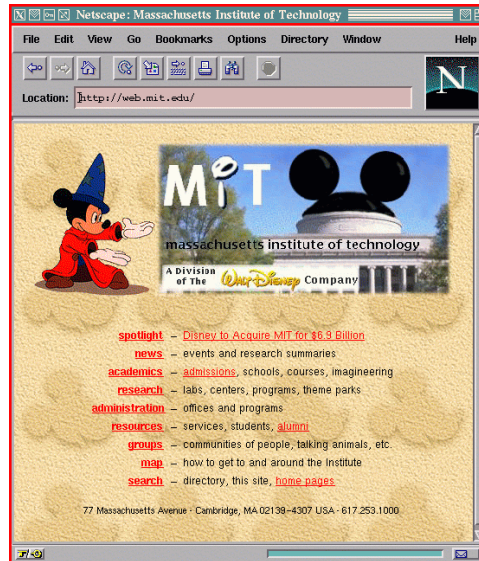 Netscape: Massachusetts Institute of Technology
File Edit View Go Bookmarks Options Directory Window Help
N
Location: http://web.mit.edu/
MiT
massachusetts institute of technology
A Division
of The WALT DISNEY Company
spotlight – Disney to Acquire MIT for $6.9 Billion
news – events and research summaries
academics – admissions, schools, courses, imagineering
research – labs, centers, programs, theme parks
administration – offices and programs
resources – services, students, alumni
groups – communities of people, talking animals, etc.
map – how to get to and around the Institute
search – directory, this site, home pages
77 Massachusetts Avenue · Cambridge, MA 02139–4307 USA · 617.253.1000